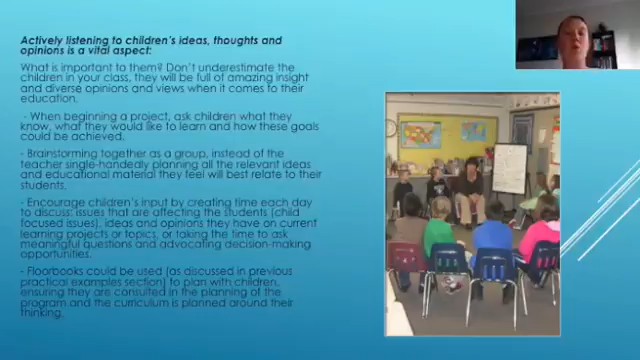 Actively listening to children's ideas, thoughts and
opinions is a vital aspect:
What is important to them? Don't underestimate the
children in your class, they will be full of amazing insight
and diverse opinions and views when it comes to their
education.
- When beginning a project, ask children what they
know, what they would like to learn and how these goals
could be achieved.
- Brainstorming together as a group, instead of the
teacher single-handedly planning all the relevant ideas
and educational material they feel will best relate to their
students.
- Encourage children's input by creating time each day
to discuss: issues that are affecting the students (child
focused issues), ideas and opinions they have on current
learning projects or topics, or taking the time to ask
meaningful questions and advocating decision-making
opportunities.
- Floorbooks could be used (as discussed in previous
practical examples section) to plan with children,
ensuring they are consulted in the planning of the
program and the curriculum is planned around their
thinking.